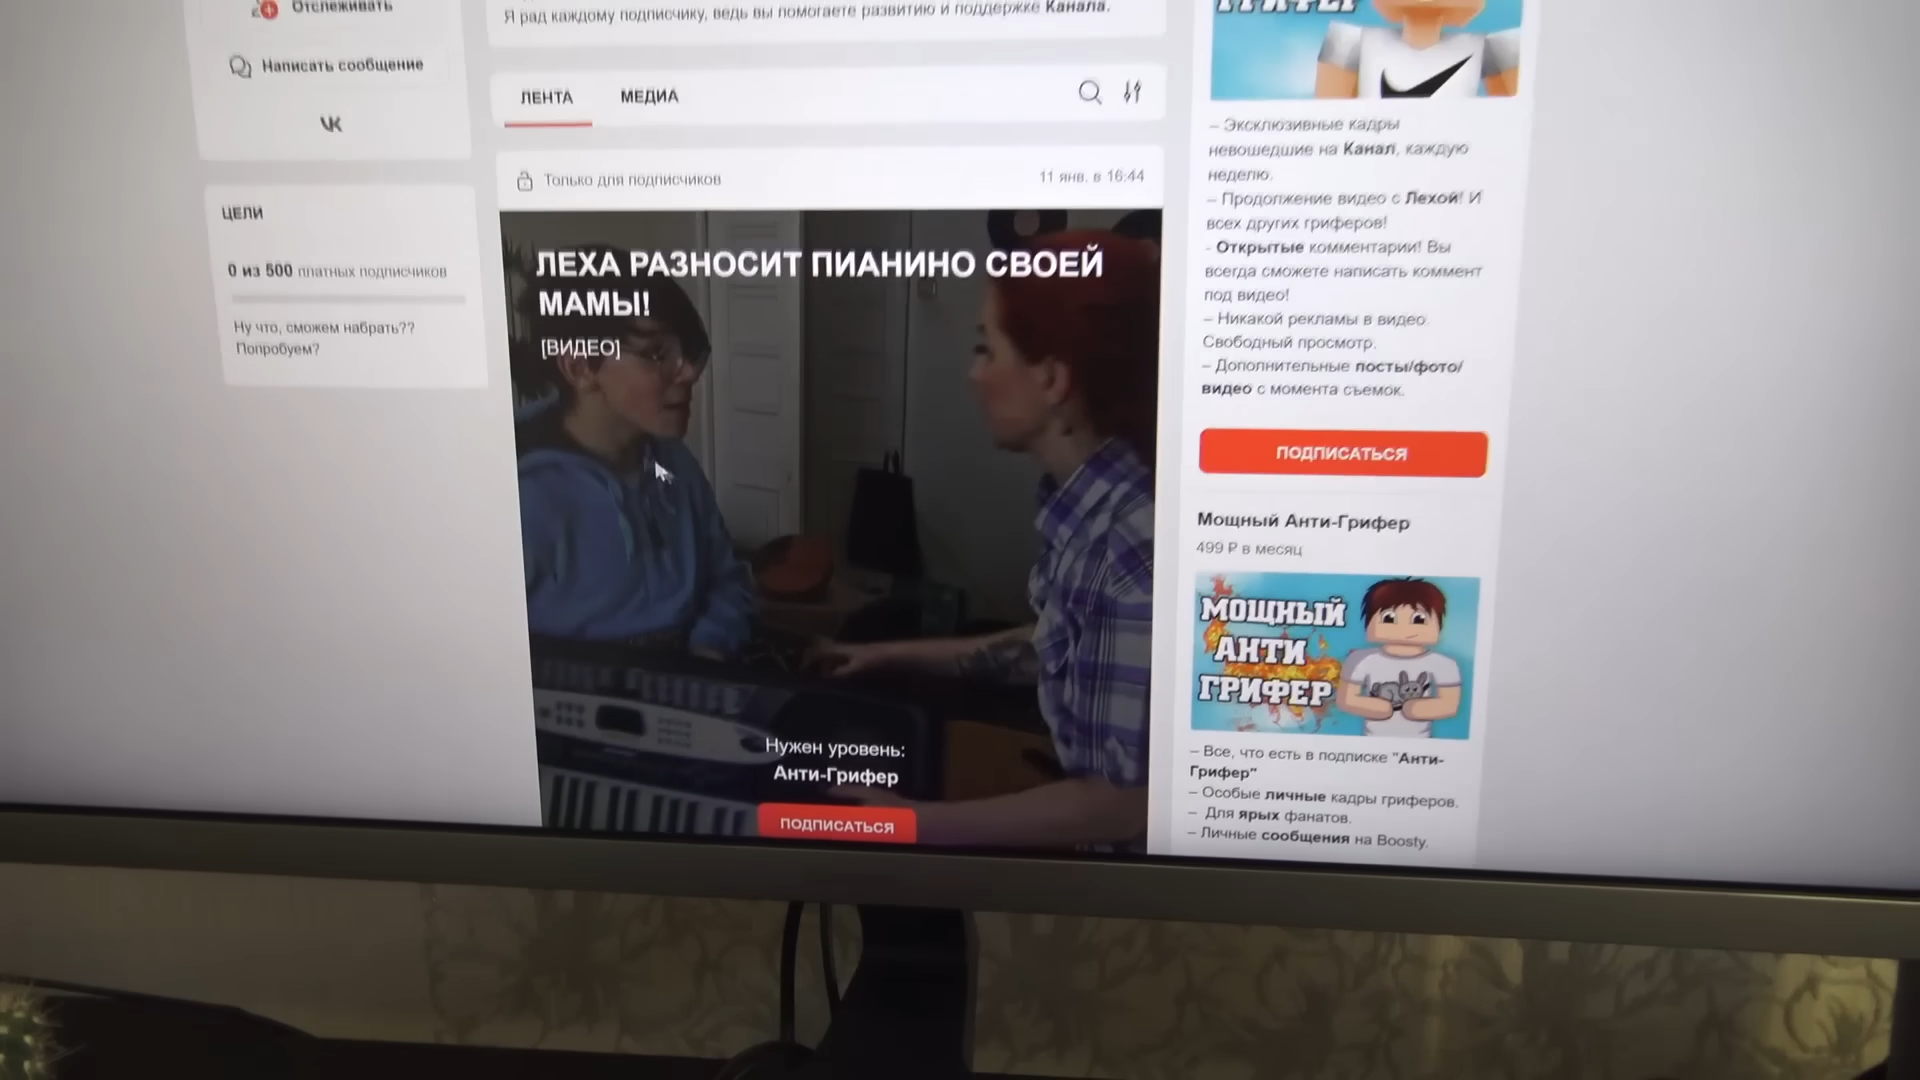 Отслеживать
Написать сообщение
VK
ЦЕЛИ
0 из 500 платных подписчиков
Ну что, сможем набрать??
Попробуем?
Я рад каждому подписчику, ведь вы помогаете развитию и поддержке Канала.
ЛЕНТА
МЕДИА
Только для подписчиков
11 янв. в 16:44
ЛЕХА РАЗНОСИТ ПИАНИНО СВОЕЙ
МАМЫ!
[ВИДЕО]
Нужен уровень:
Анти-Грифер
ПОДПИСАТЬСЯ
ГРИФЕР
– Эксклюзивные кадры
невошедшие на Канал, каждую
неделю.
– Продолжение видео с Лехой! И
всех других гриферов!
- Открытые комментарии! Вы
всегда сможете написать коммент
под видео!
– Никакой рекламы в видео.
Свободный просмотр.
– Дополнительные посты/фото/
видео с момента съемок.
ПОДПИСАТЬСЯ
Мощный Анти-Грифер
499 ₽ в месяц
МОЩНЫЙ
АНТИ
ГРИФЕР
– Все, что есть в подписке "Анти-
Грифер"
– Особые личные кадры гриферов.
– Для ярых фанатов.
– Личные сообщения на Boosty.